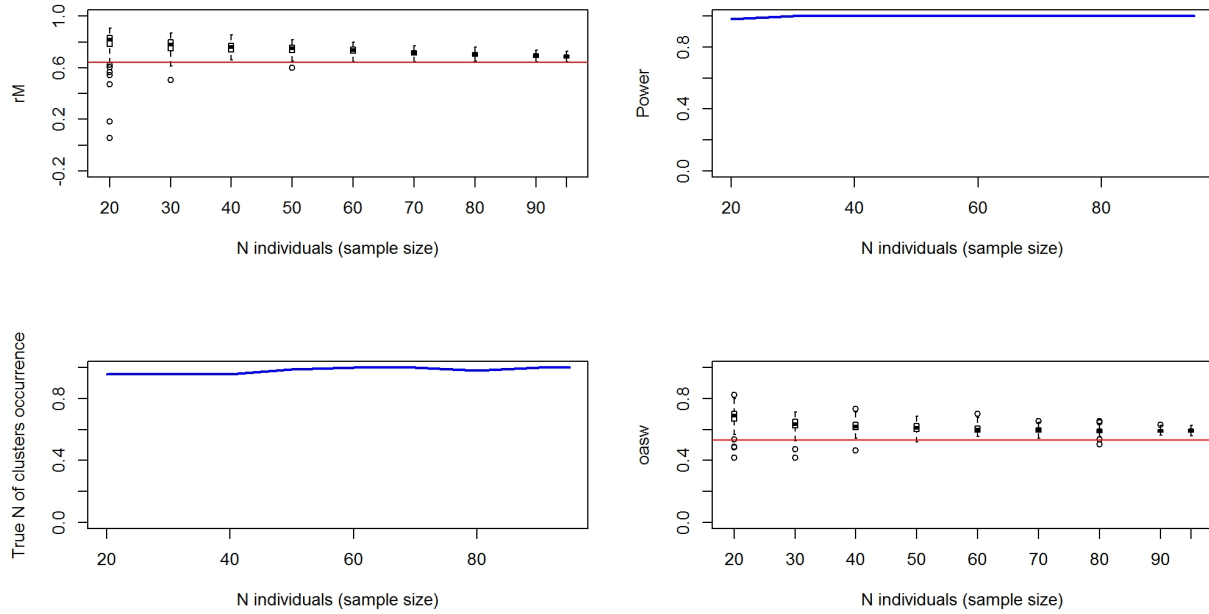 rM
-0.2 0.2 0.6 1.0
20 30 40 50 60 70 80 90
N individuals (sample size)
Power
0.0 0.4 0.8
20 40 60 80
N individuals (sample size)
True N of clusters occurrence
0.0 0.4 0.8
20 40 60 80
N individuals (sample size)
oasw
0.0 0.4 0.8
20 30 40 50 60 70 80 90
N individuals (sample size)